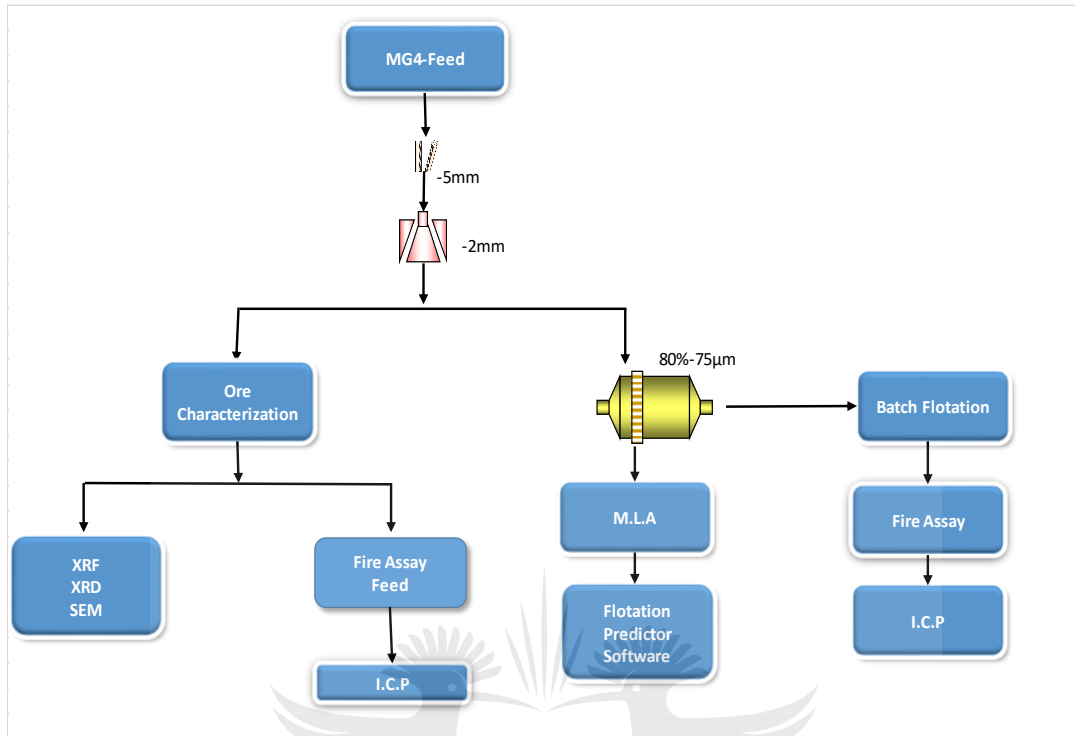 MG4-Feed
-5mm
-2mm
80%-75µm
Ore
Characterization
Batch Flotation
M.L.A
Fire Assay
XRF
XRD
SEM
Fire Assay
Feed
Flotation
Predictor
Software
I.C.P
I.C.P